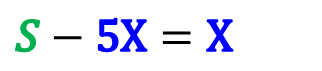 S − 5X = X